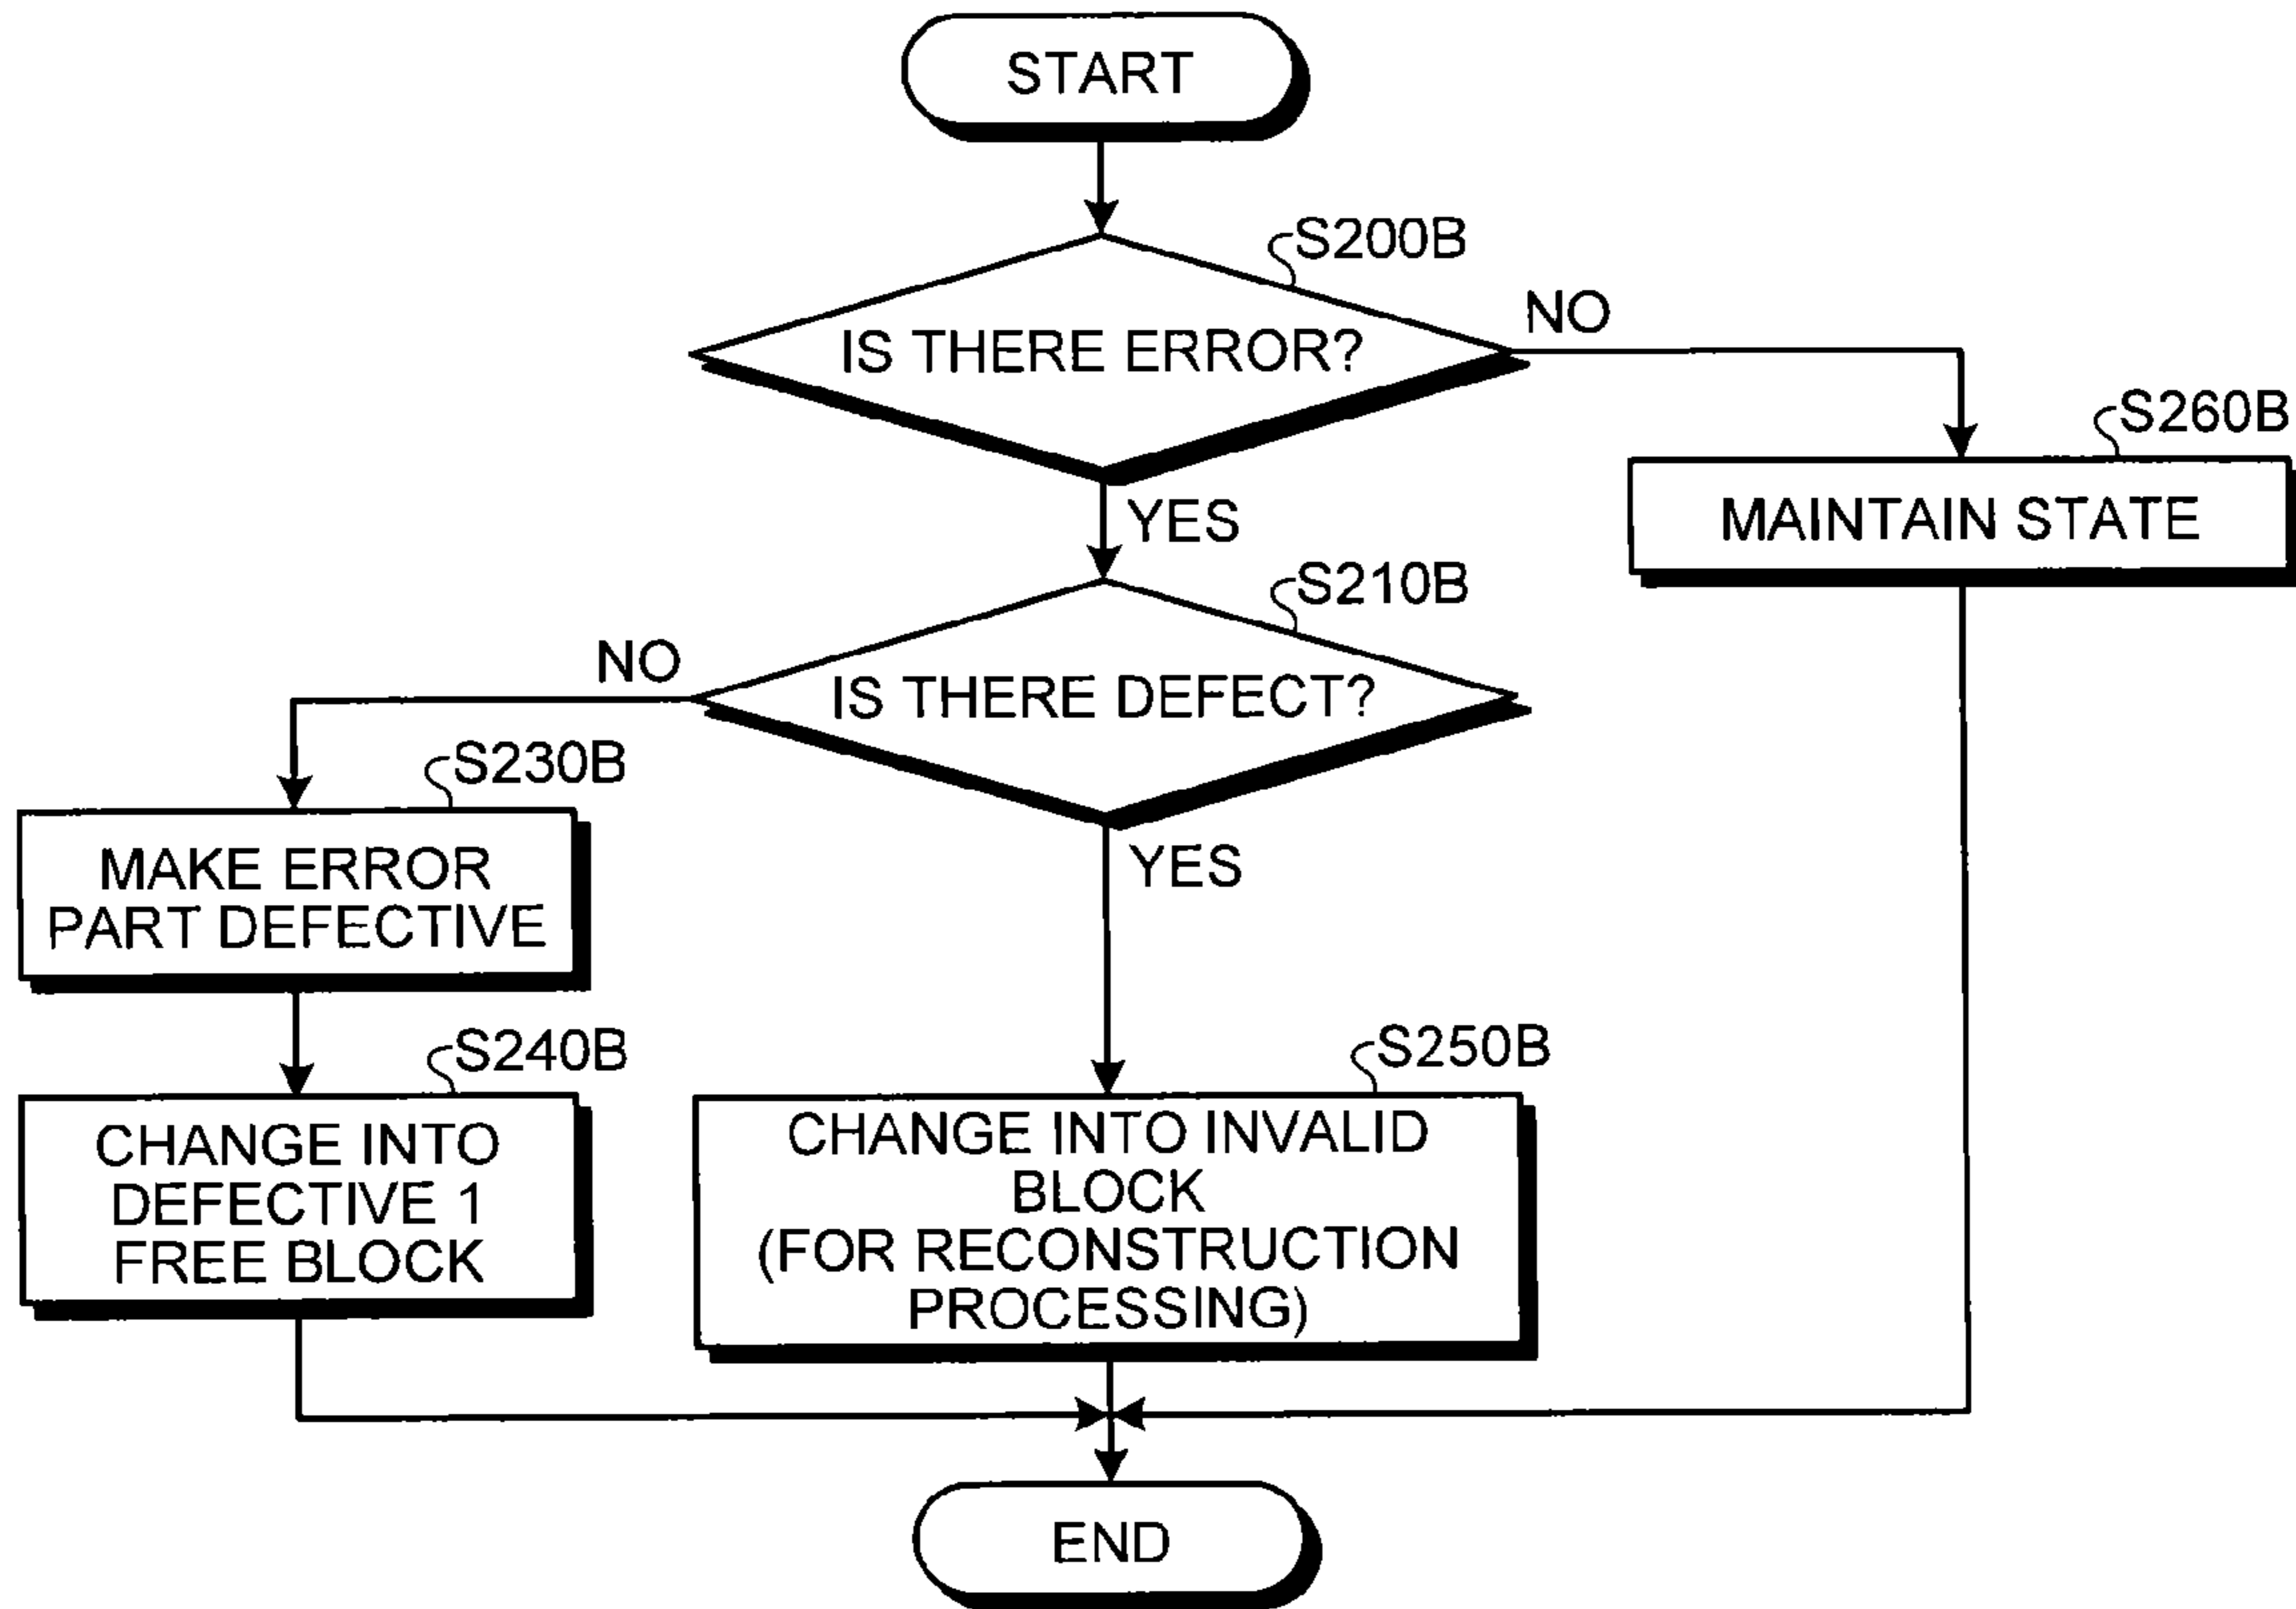 START
S200B
IS THERE ERROR?
NO
S260B
MAINTAIN STATE
YES
S210B
IS THERE DEFECT?
NO
S230B
MAKE ERROR
PART DEFECTIVE
YES
S240B
CHANGE INTO
DEFECTIVE 1
FREE BLOCK
S250B
CHANGE INTO INVALID
BLOCK
(FOR RECONSTRUCTION
PROCESSING)
END